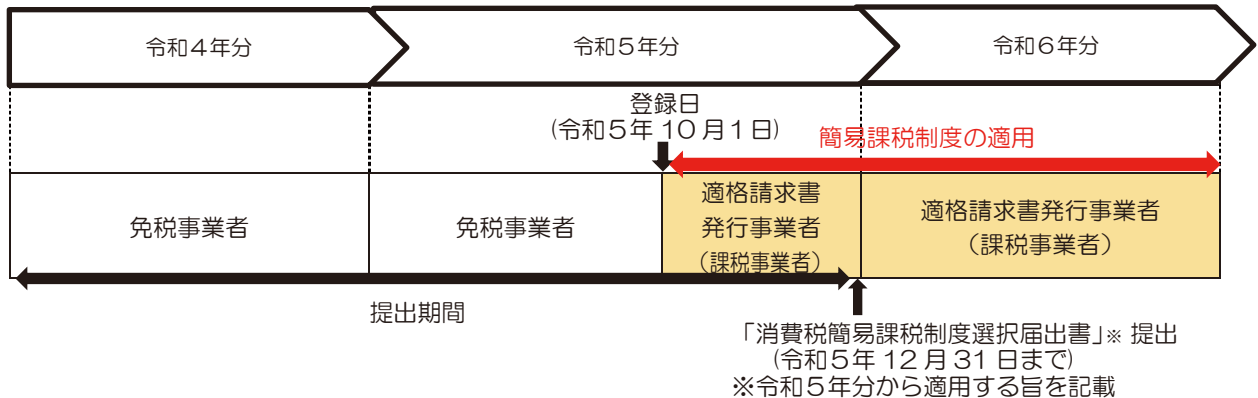 令和4年分
令和5年分
令和6年分
登録日
(令和5年10月1日)
簡易課税制度の適用
免税事業者
免税事業者
適格請求書
発行事業者
(課税事業者)
適格請求書発行事業者
(課税事業者)
提出期間
「消費税簡易課税制度選択届出書」※ 提出
(令和5年12月31日まで)
※令和5年分から適用する旨を記載